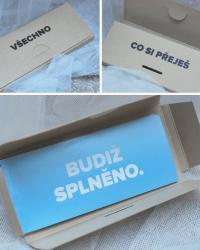 VŠECHNO
CO SI PŘEJEŠ
BUDIŽ
SPLNĚNO.